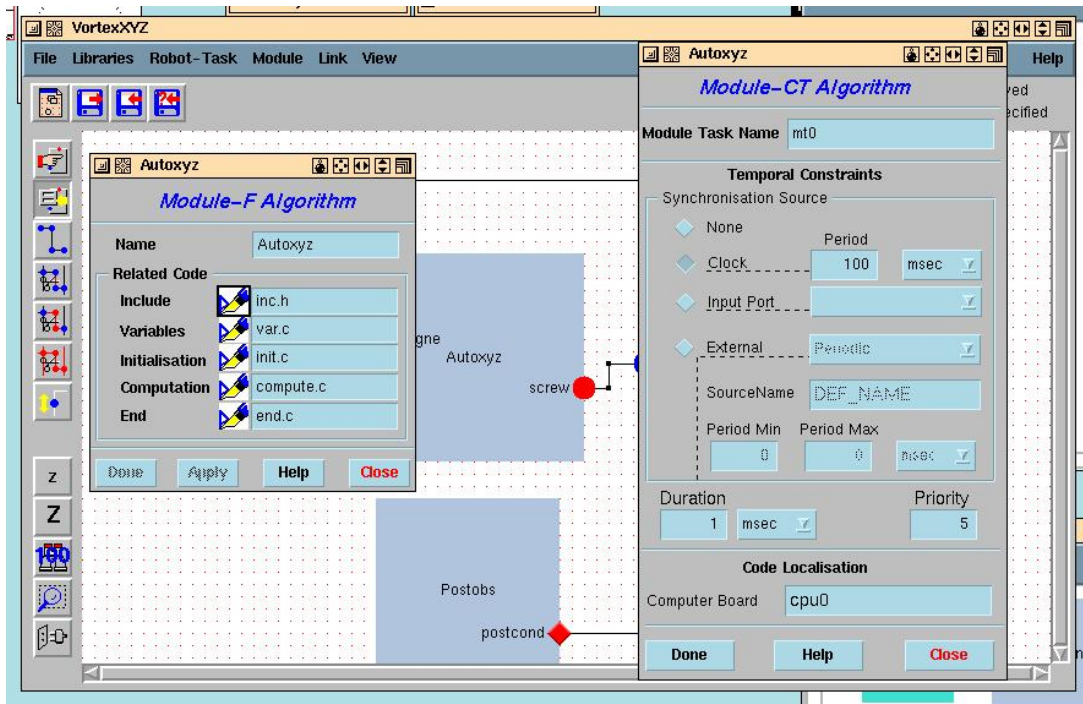 VortexXYZ
File Libraries Robot-Task Module Link View Help
Autoxyz
Module-F Algorithm
Name Autoxyz
Related Code
Include inc.h
Variables var.c
Initialisation init.c
Computation compute.c
End end.c
Done Apply Help Close
z
Z
100
gne
Autoxyz
screw
Postobs
postcond
Autoxyz
Module-CT Algorithm
Module Task Name mt0
Temporal Constraints
Synchronisation Source
None
Period
Clock 100 msec
Input Port
External Periodic
SourceName DEF_NAME
Period Min Period Max
0 0 msec
Duration Priority
1 msec 5
Code Localisation
Computer Board cpu0
Done Help Close
ved
ecified